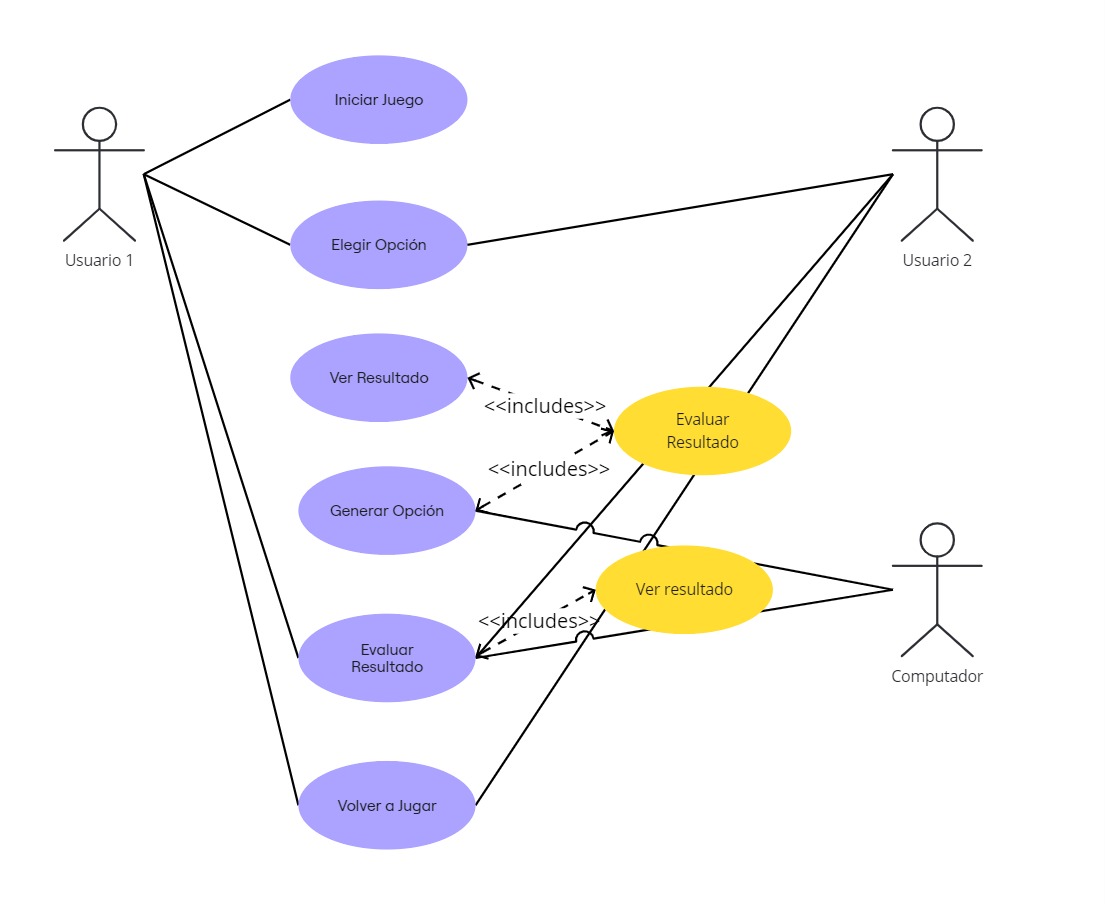 Iniciar Juego
Usuario 1
Elegir Opción
Usuario 2
Ver Resultado
<<includes>>
Evaluar
Resultado
<<includes>>
Generar Opción
Ver resultado
<<includes>>
Evaluar
Resultado
Computador
Volver a Jugar